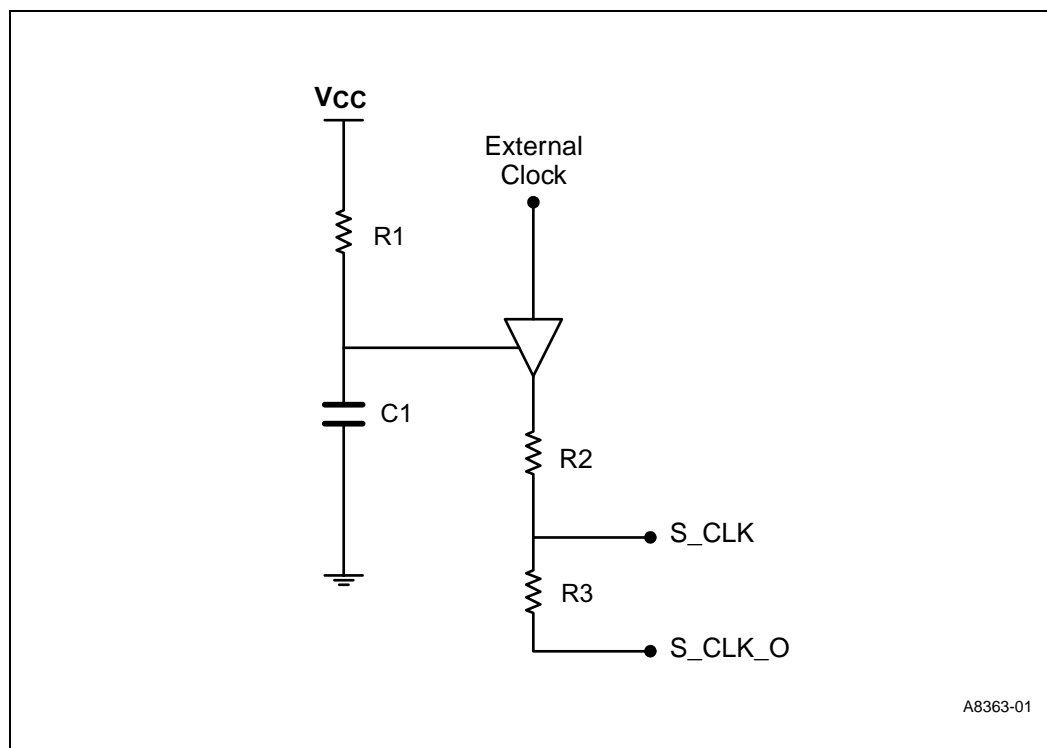 VCC
External
Clock
R1
C1
R2
S_CLK
R3
S_CLK_O
A8363-01